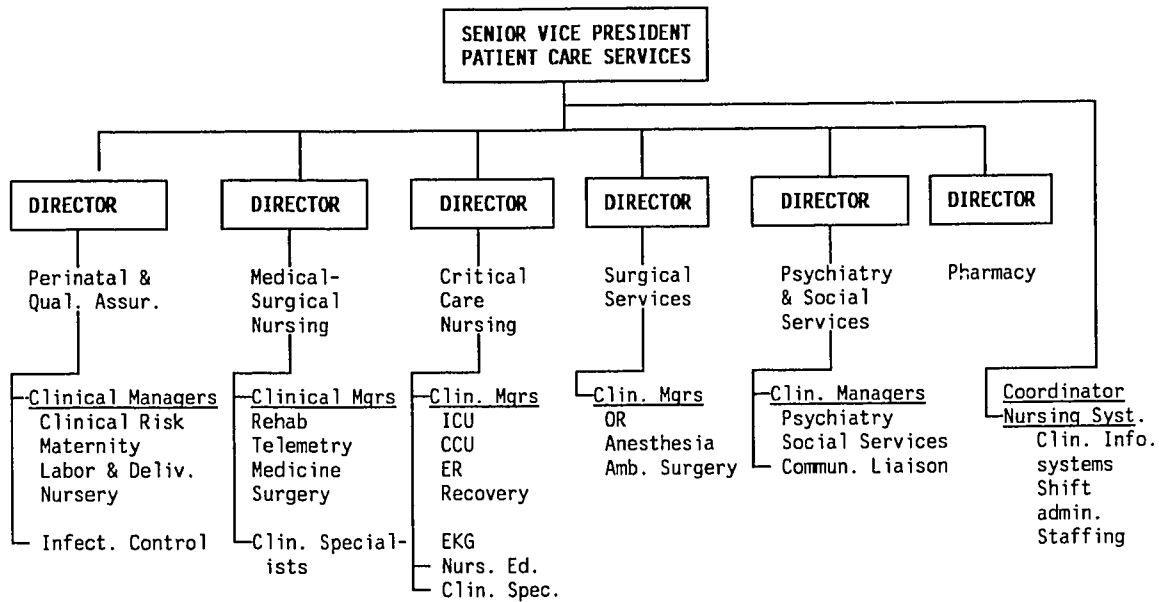 SENIOR VICE PRESIDENT
PATIENT CARE SERVICES
DIRECTOR
Perinatal &
Qual. Assur.
Clinical Managers
Clinical Risk
Maternity
Labor & Deliv.
Nursery
Infect. Control
DIRECTOR
Medical-
Surgical
Nursing
Clinical Mgrs
Rehab
Telemetry
Medicine
Surgery
Clin. Special-
ists
DIRECTOR
Critical
Care
Nursing
Clin. Mgrs
ICU
CCU
ER
Recovery
EKG
Nurs. Ed.
Clin. Spec.
DIRECTOR
Surgical
Services
Clin. Mgrs
OR
Anesthesia
Amb. Surgery
DIRECTOR
Psychiatry
& Social
Services
Clin. Managers
Psychiatry
Social Services
Commun. Liaison
DIRECTOR
Pharmacy
Coordinator
Nursing Syst.
Clin. Info.
systems
Shift
admin.
Staffing